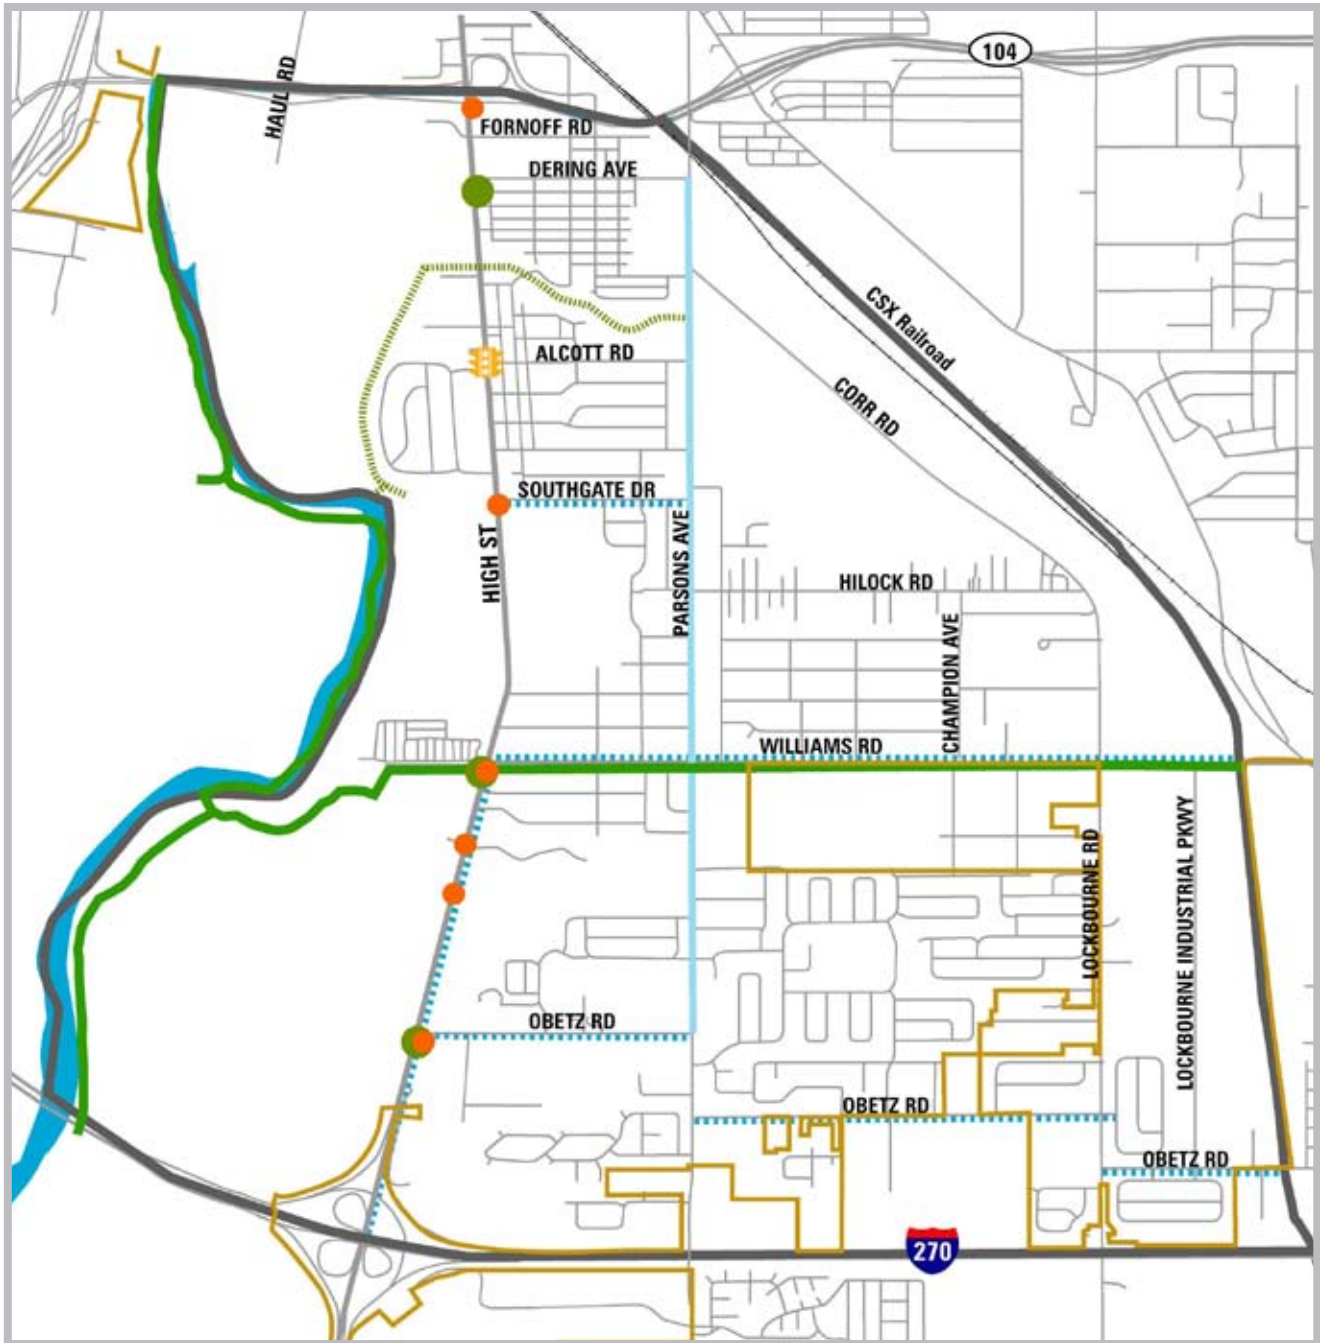 104
HAUL RD
FORNOFF RD
DERING AVE
CSX Railroad
ALCOTT RD
CORR RD
SOUTHGATE DR
HIGH ST
PARSONS AVE
HILOCK RD
CHAMPION AVE
WILLIAMS RD
LOCKBOURNE RD
LOCKBOURNE INDUSTRIAL PKWY
OBETZ RD
OBETZ RD
OBETZ RD
270